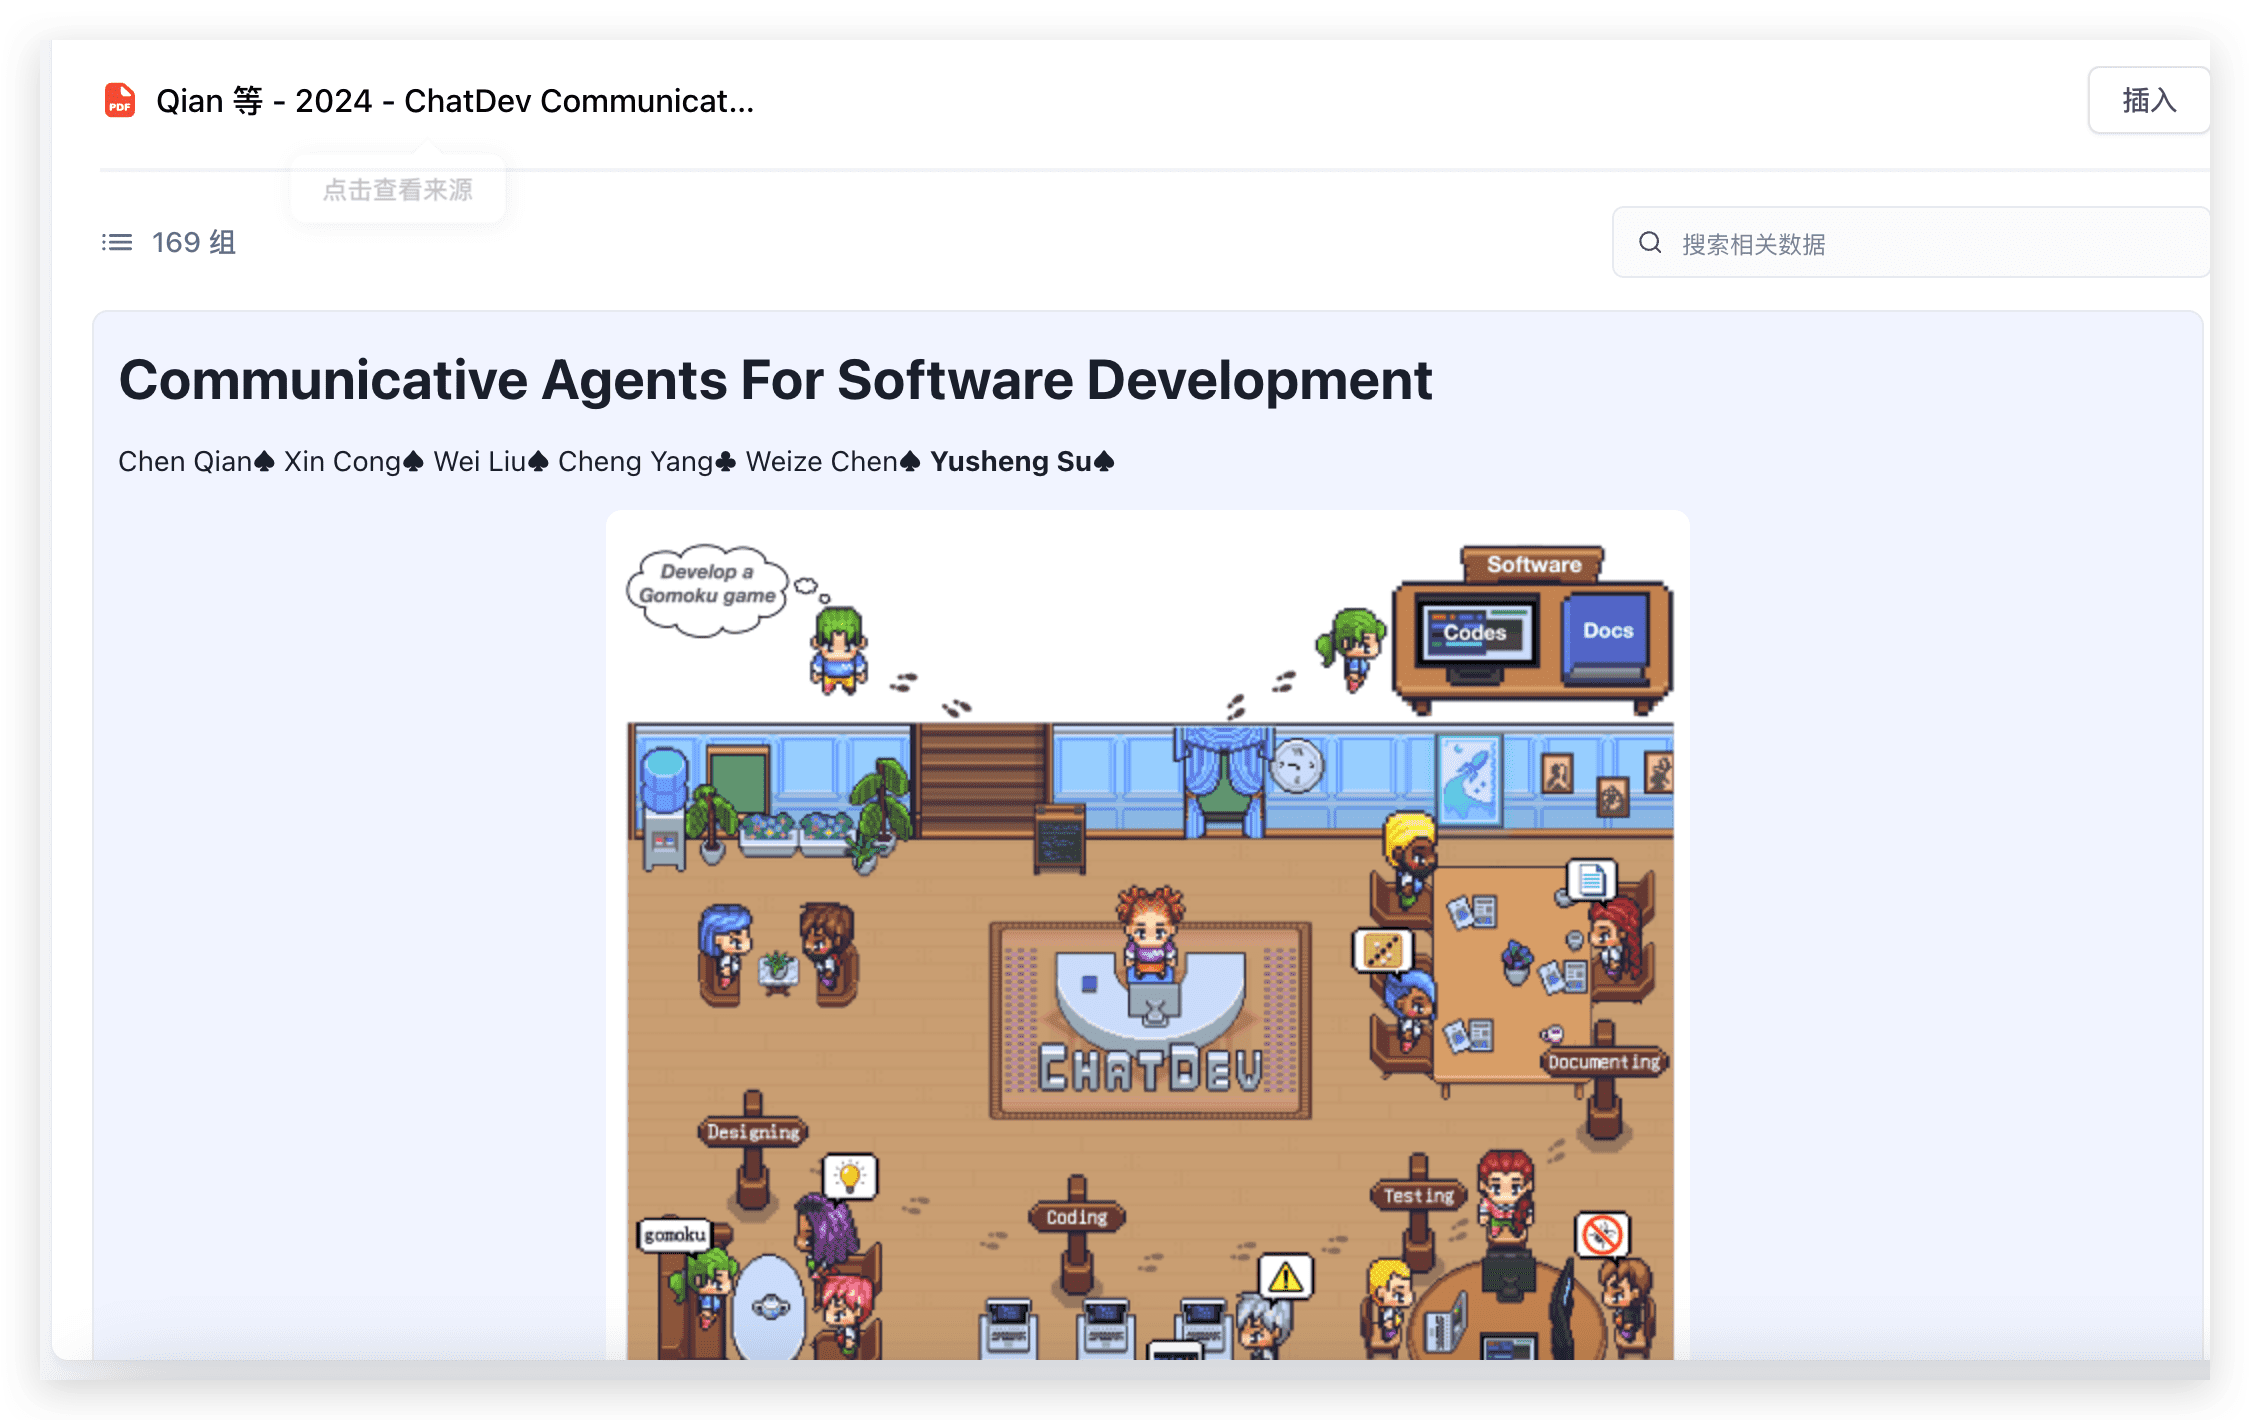 PDF
Qian 等 - 2024 - ChatDev Communicat...
插入
点击查看来源
169 组
搜索相关数据
Communicative Agents For Software Development
Chen Qian♠ Xin Cong♠ Wei Liu♠ Cheng Yang♣ Weize Chen♠ Yusheng Su♠
Develop a
Gomoku game
Software
Codes
Docs
CHATDEV
Documenting
Designing
Testing
Coding
gomoku